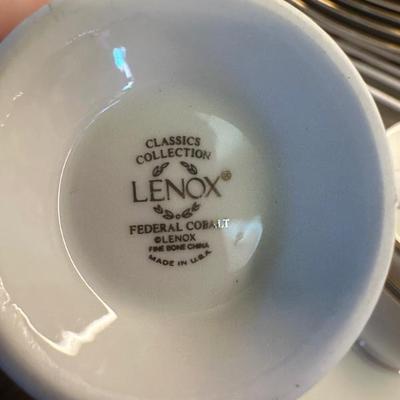 CLASSICS
COLLECTION
LENOX®
FEDERAL COBALT
©LENOX
FINE BONE CHINA
MADE IN U.S.A.